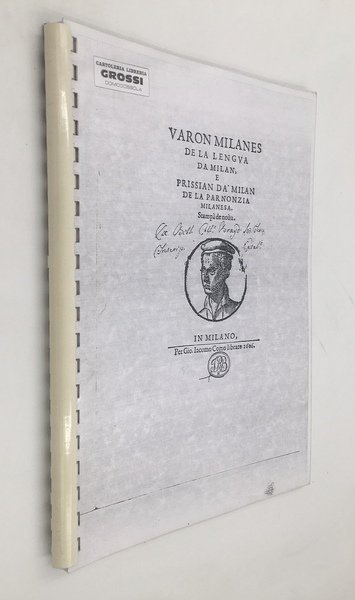 CARTOLERIA LIBRERIA
GROSSI
DOMODOSSOLA
VARON MILANES
DE LA LENGVA
DA MILAN,
E
PRISSIAN DA' MILAN
DE LA PARNONZIA
MILANESA.
Stampà de nœuu.
IN MILANO,
Per Gio. Iacomo Como libraro 1606.